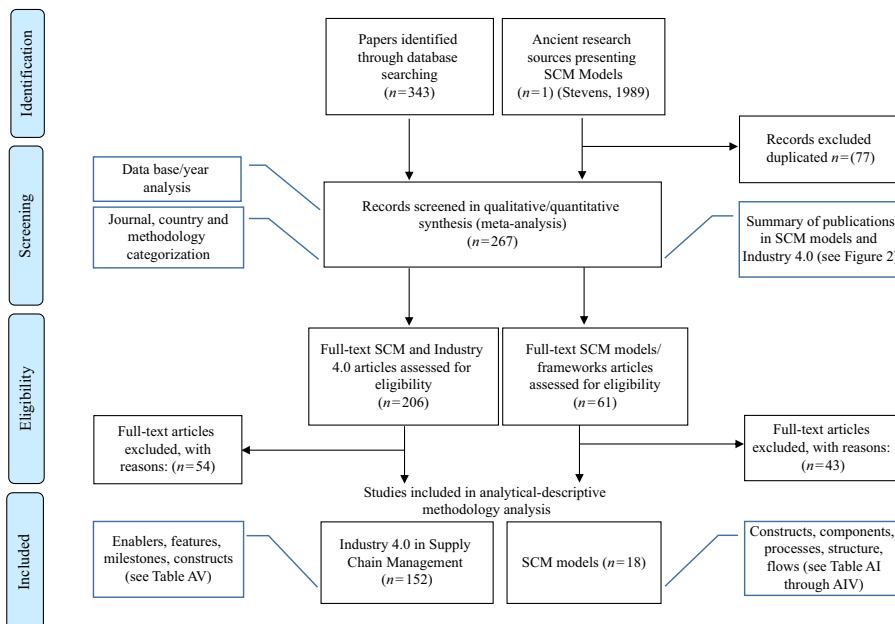 Identification
Papers identified
through database
searching
(n=343)
Ancient research
sources presenting
SCM Models
(n=1) (Stevens, 1989)
Records excluded
duplicated n=(77)
Screening
Data base/year
analysis
Journal, country and
methodology
categorization
Records screened in qualitative/quantitative
synthesis (meta-analysis)
n=267)
Summary of publications
in SCM models and
Industry 4.0 (see Figure 2)
Eligibility
Full-text SCM and Industry
4.0 articles assessed for
eligibility
(n=206)
Full-text SCM models/
frameworks articles
assessed for eligibility
(n=61)
Full-text articles
excluded, with
reasons: (n=54)
Full-text articles
excluded, with reasons:
(n=43)
Studies included in analytical-descriptive
methodology analysis
Included
Enablers, features,
milestones, constructs
(see Table AV)
Industry 4.0 in Supply
Chain Management
n=152)
SCM models (n=18)
Constructs, components,
processes, structure,
flows (see Table AI
through AIV)